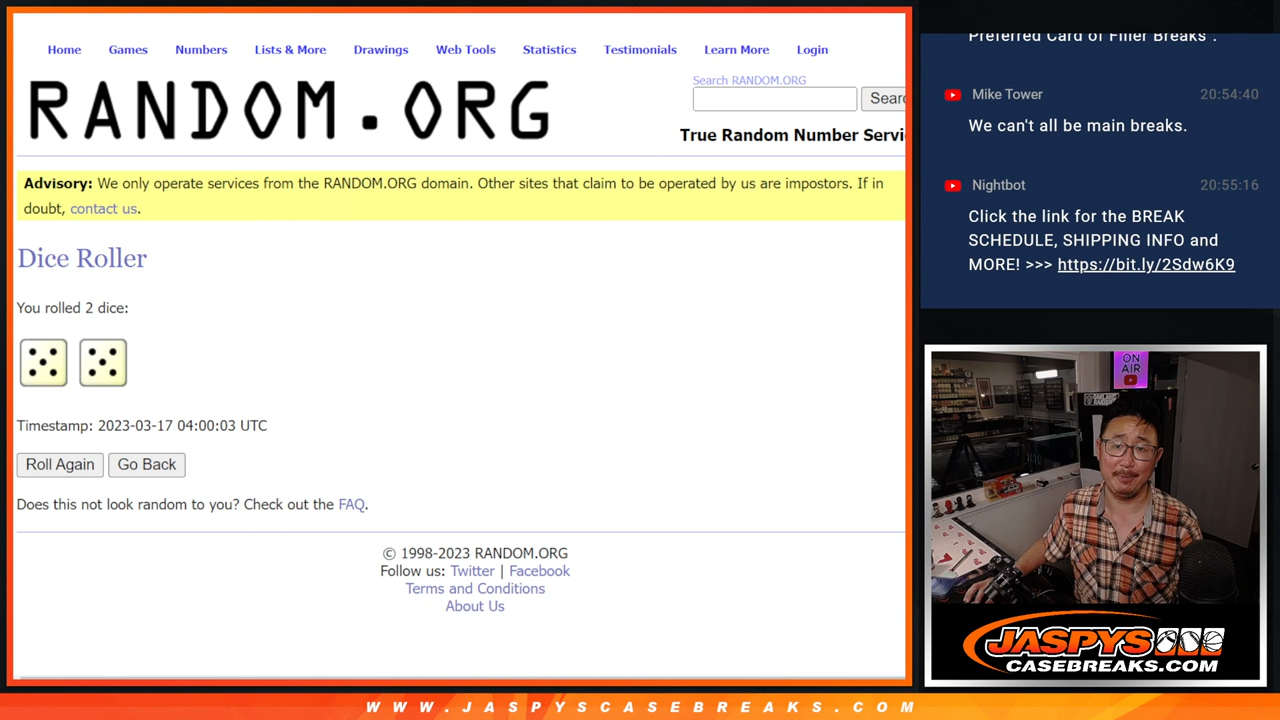 Home Games Numbers Lists & More Drawings Web Tools Statistics Testimonials Learn More Login
RANDOM.ORG
Search RANDOM.ORG
Searc
True Random Number Servi
Advisory: We only operate services from the RANDOM.ORG domain. Other sites that claim to be operated by us are impostors. If in
doubt, contact us.
Dice Roller
You rolled 2 dice:
Timestamp: 2023-03-17 04:00:03 UTC
Roll Again Go Back
Does this not look random to you? Check out the FAQ.
© 1998-2023 RANDOM.ORG
Follow us: Twitter | Facebook
Terms and Conditions
About Us
Preferred Card of Filler Breaks".
Mike Tower 20:54:40
We can't all be main breaks.
Nightbot 20:55:16
Click the link for the BREAK
SCHEDULE, SHIPPING INFO and
MORE! >>> https://bit.ly/2Sdw6K9
ON
AIR
JASPYS
CASEBREAKS.COM
WWW.JASPYSCASEBREAKS.COM